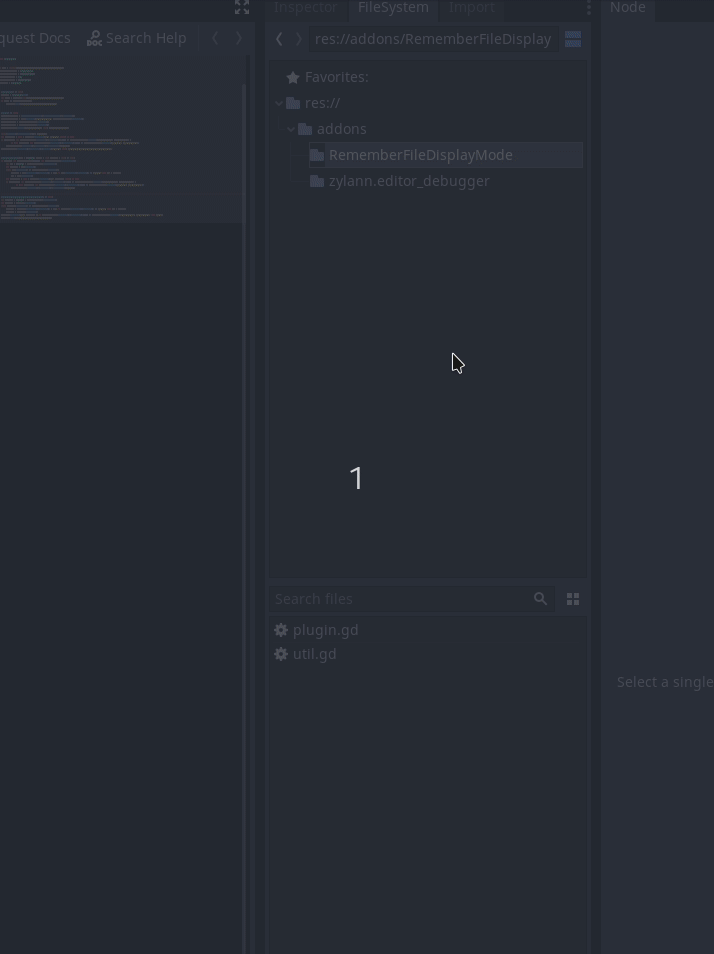 Inspector FileSystem Import Node
quest Docs Search Help
res://addons/RememberFileDisplay
Favorites:
res://
addons
RememberFileDisplayMode
zylann.editor_debugger
1
Search files
plugin.gd
util.gd
Select a single